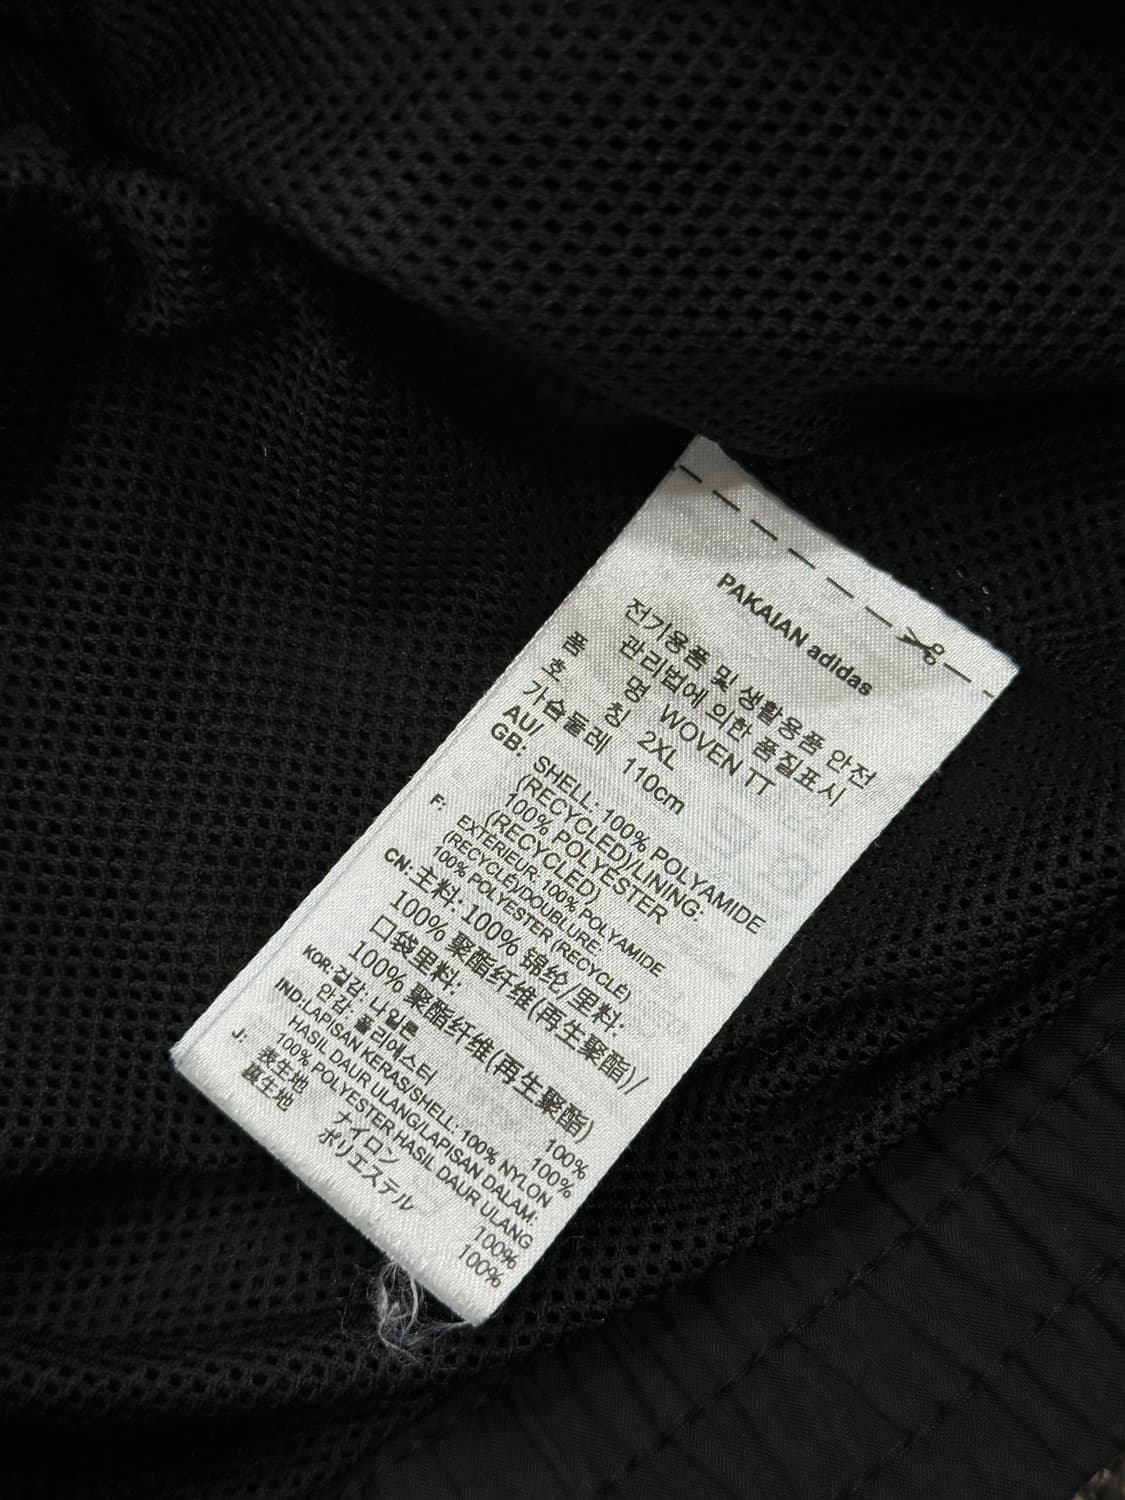 PAKAIAN adidas
전기용품 및 생활용품 안전
관리법에 의한 품질표시
품 명 WOVEN TT
호 칭 2XL
가슴둘레 110cm
AU/
GB: SHELL: 100% POLYAMIDE
(RECYCLED)/LINING:
100% POLYESTER
(RECYCLED)
F: EXTÉRIEUR: 100% POLYAMIDE
(RECYCLÉ)/DOUBLURE:
100% POLYESTER (RECYCLÉ)
CN: 主料: 100% 锦纶/里料:
100% 聚酯纤维(再生聚酯)/
口袋里料:
100% 聚酯纤维(再生聚酯)
KOR: 겉감: 나일론 100%
안감: 폴리에스터 100%
IND: LAPISAN KERAS/SHELL: 100% NYLON
HASIL DAUR ULANG/LAPISAN DALAM:
100% POLYESTER HASIL DAUR ULANG
J: 表生地 ナイロン 100%
裏生地 ポリエステル 100%